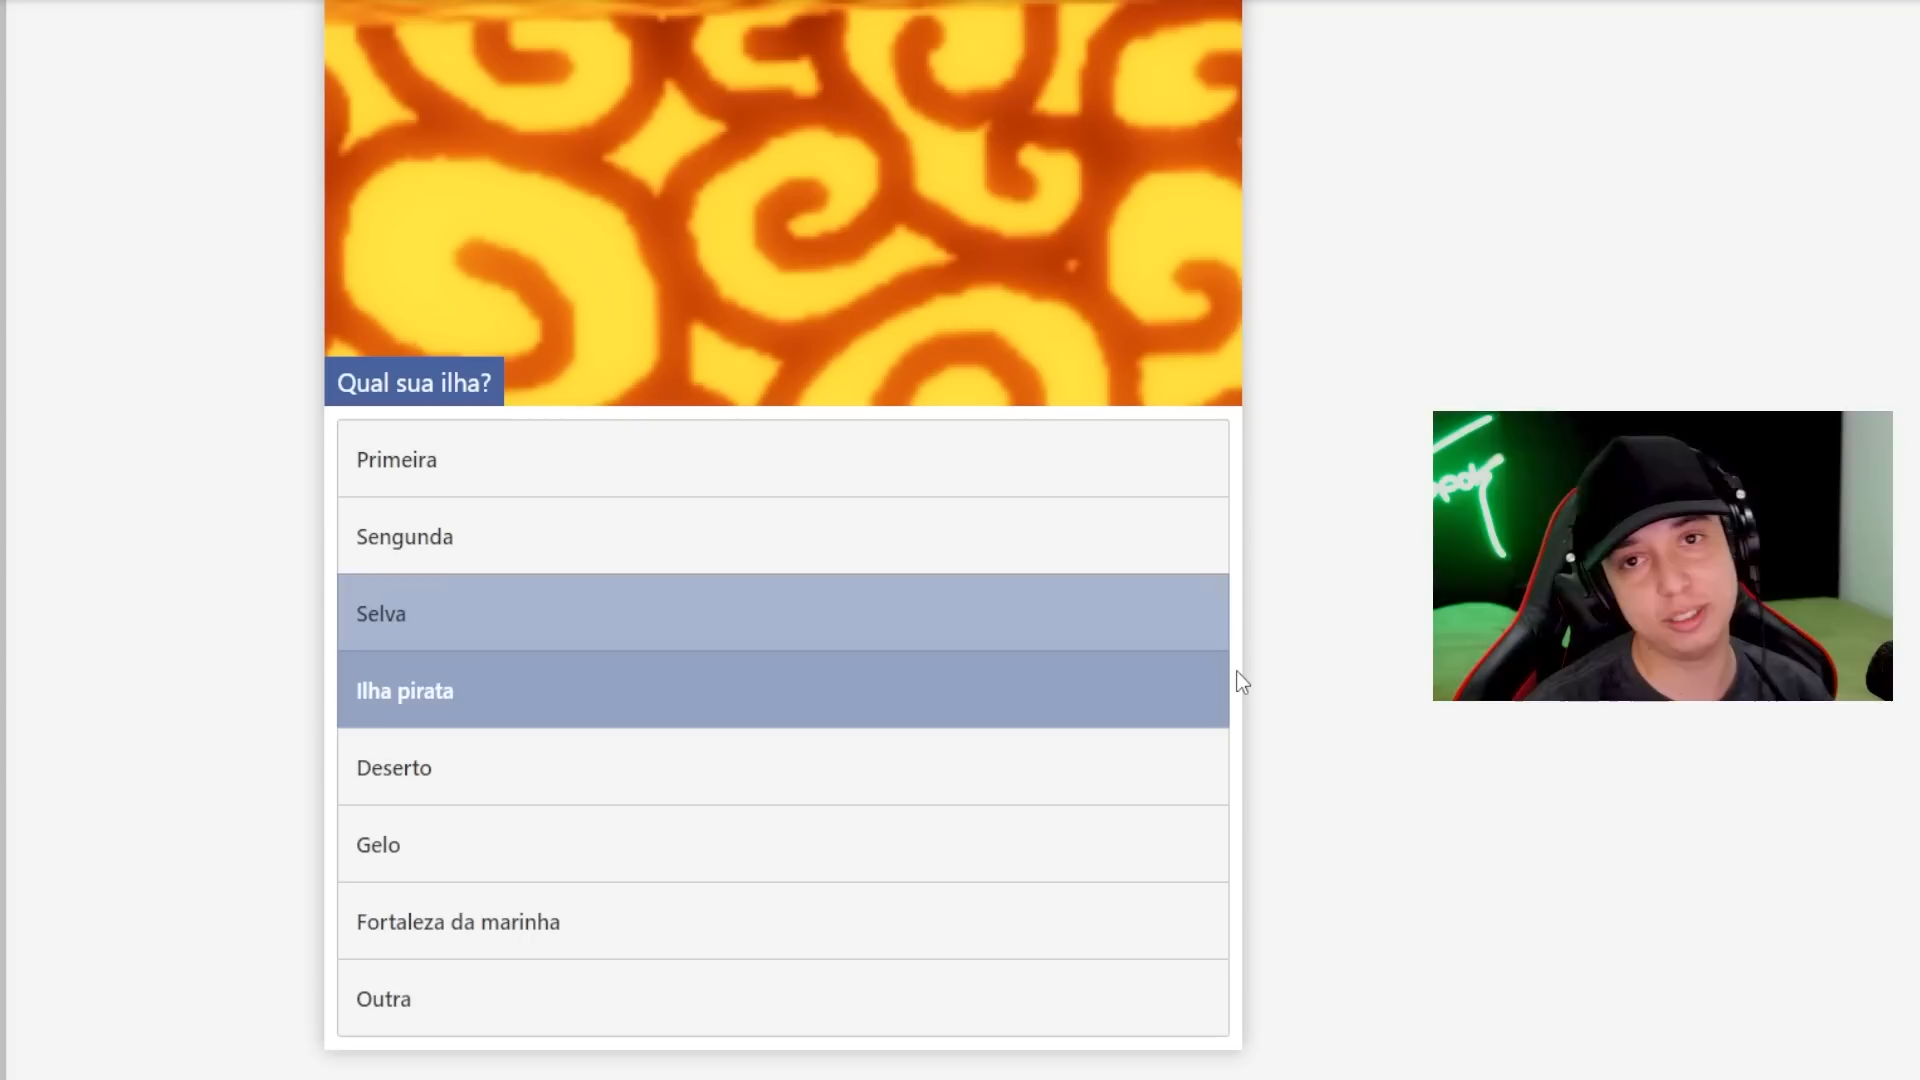 Qual sua ilha?
Primeira
Sengunda
Selva
Ilha pirata
Deserto
Gelo
Fortaleza da marinha
Outra